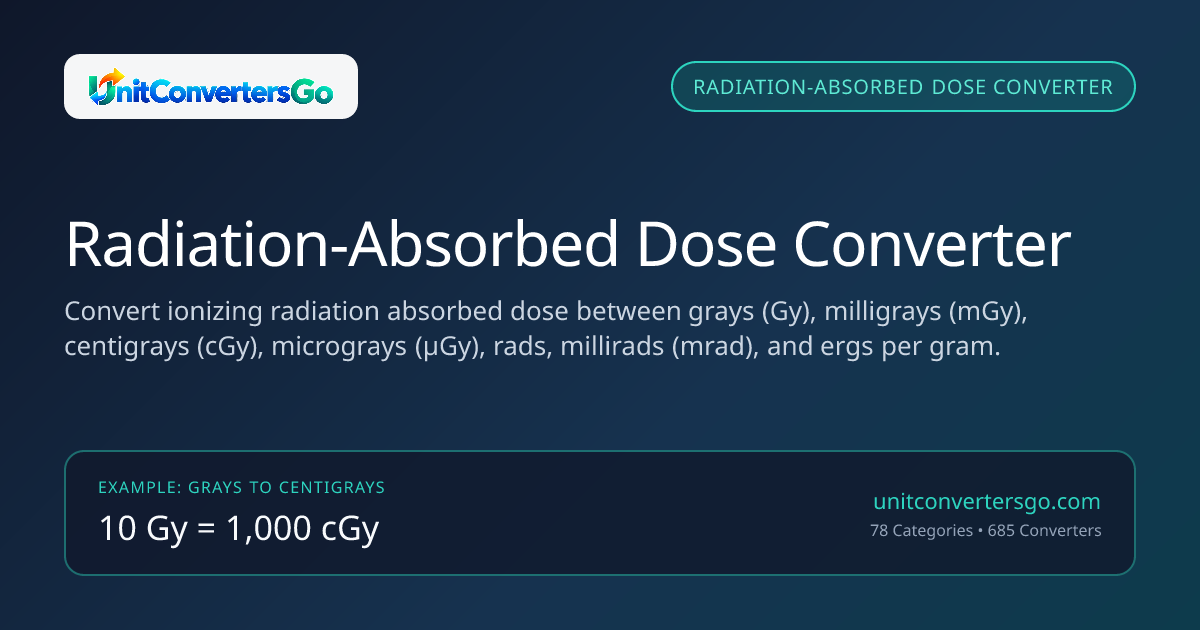 UnitConvertersGo
RADIATION-ABSORBED DOSE CONVERTER
Radiation-Absorbed Dose Converter
Convert ionizing radiation absorbed dose between grays (Gy), milligrays (mGy),
centigrays (cGy), micrograys (μGy), rads, millirads (mrad), and ergs per gram.
EXAMPLE: GRAYS TO CENTIGRAYS
10 Gy = 1,000 cGy
unitconvertersgo.com
78 Categories • 685 Converters